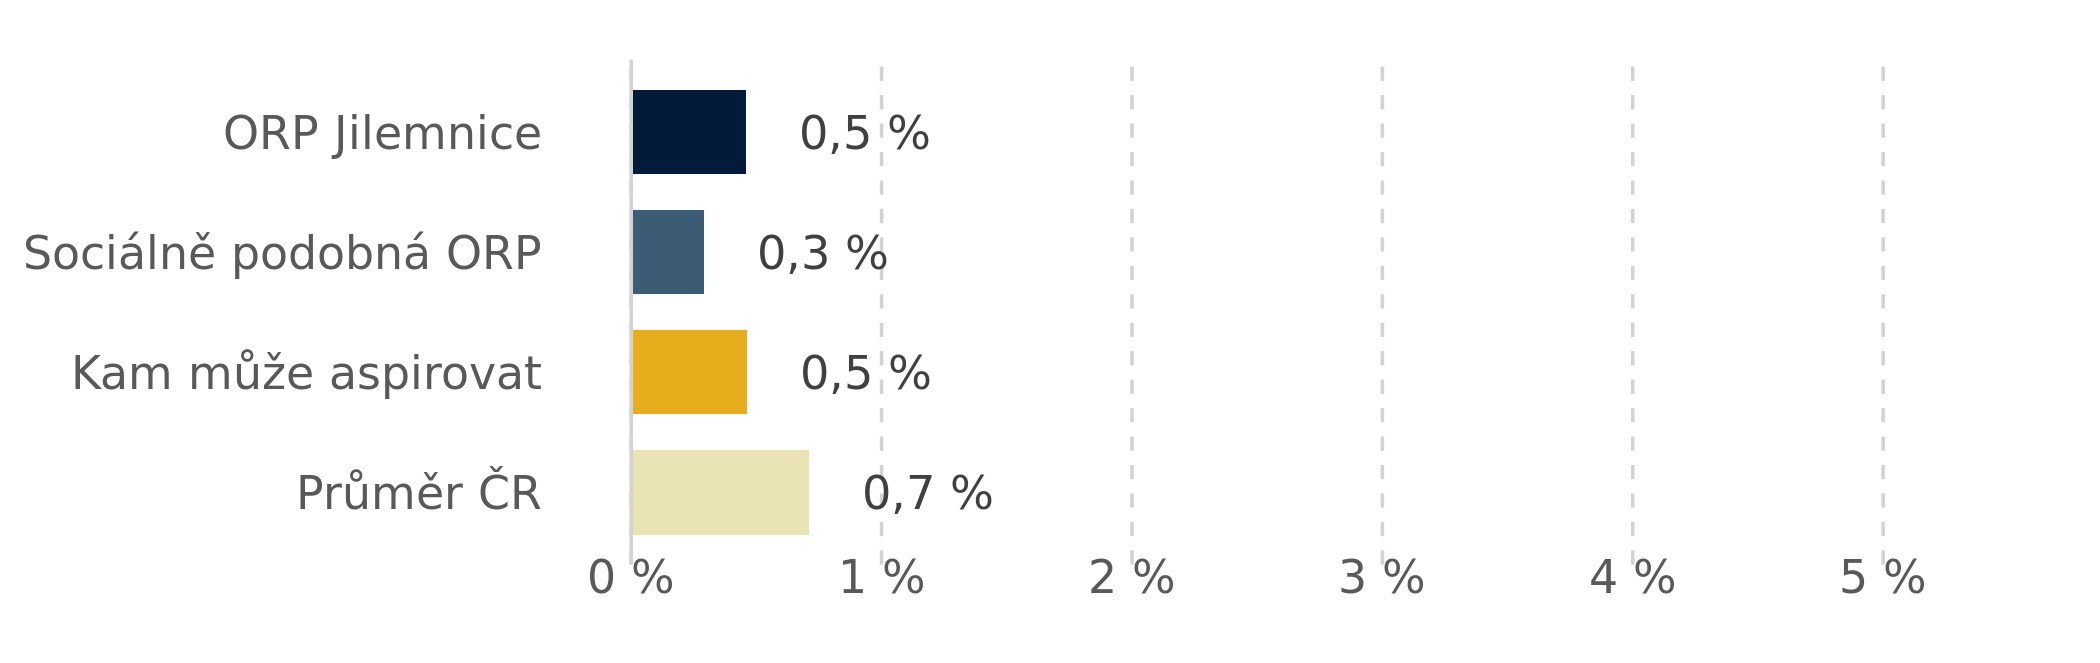 ORP Jilemnice 0,5 %
Sociálně podobná ORP 0,3 %
Kam může aspirovat 0,5 %
Průměr ČR 0,7 %
0 % 1 % 2 % 3 % 4 % 5 %